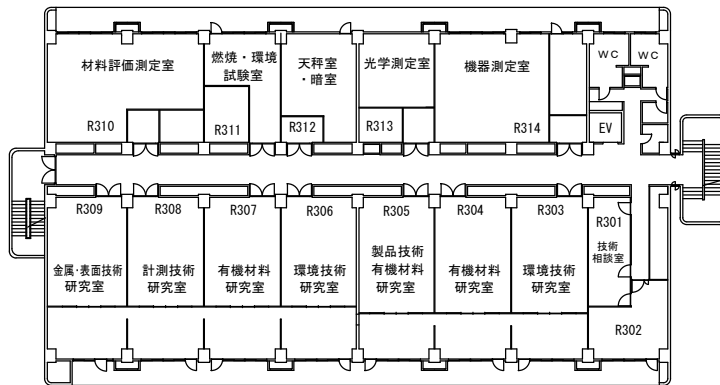 材料評価測定室
R310
燃焼・環境
試験室
R311
天秤室
・暗室
R312
光学測定室
R313
機器測定室
R314
WC
WC
EV
R309
金属・表面技術
研究室
R308
計測技術
研究室
R307
有機材料
研究室
R306
環境技術
研究室
R305
製品技術
有機材料
研究室
R304
有機材料
研究室
R303
環境技術
研究室
R301
技術
相談室
R302